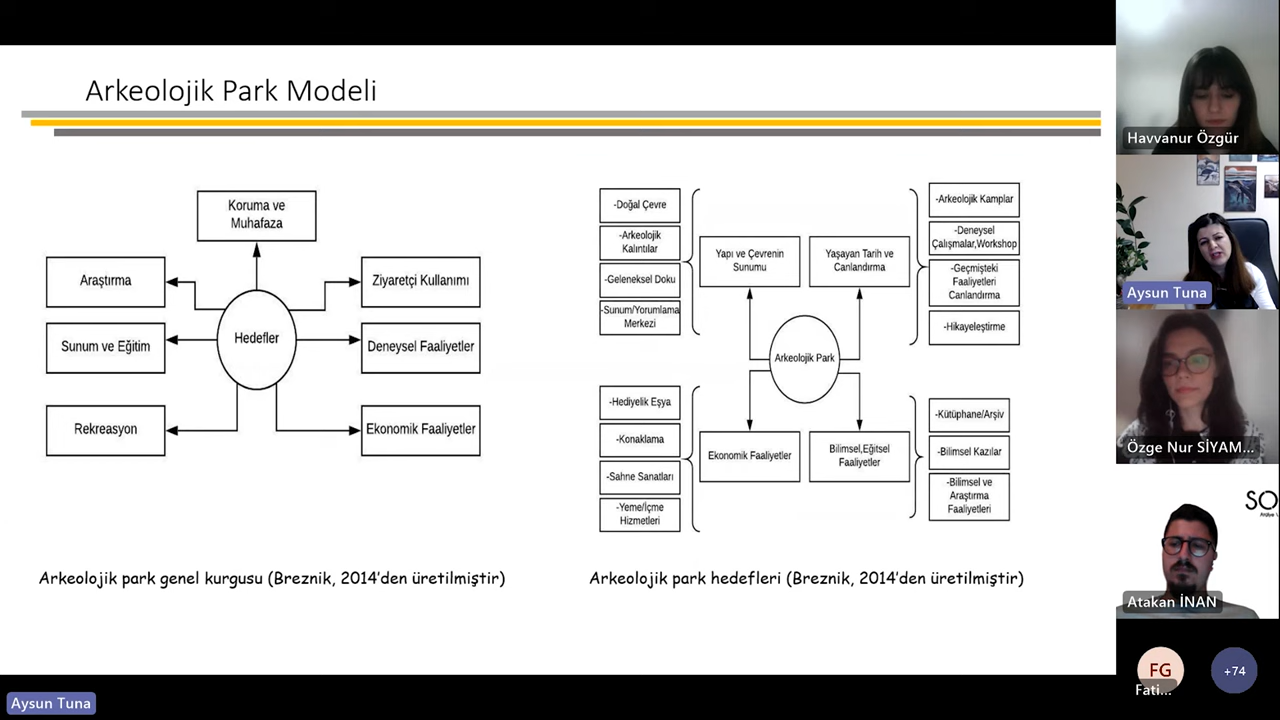 Arkeolojik Park Modeli
Koruma ve
Muhafaza
Araştırma
Ziyaretçi Kullanımı
Hedefler
Sunum ve Eğitim
Deneysel Faaliyetler
Rekreasyon
Ekonomik Faaliyetler
Arkeolojik park genel kurgusu (Breznik, 2014'den üretilmiştir)
-Doğal Çevre
-Arkeolojik
Kalıntılar
-Geleneksel Doku
-Sunum/Yorumlama
Merkezi
Yapı ve Çevrenin
Sunumu
Yaşayan Tarih ve
Canlandırma
-Arkeolojik Kamplar
-Deneysel
Çalışmalar,Workshop
-Geçmişteki
Faaliyetleri
Canlandırma
-Hikayeleştirme
Arkeolojik Park
-Hediyelik Eşya
-Konaklama
-Sahne Sanatları
-Yeme/İçme
Hizmetleri
Ekonomik Faaliyetler
Bilimsel,Eğitsel
Faaliyetler
-Kütüphane/Arşiv
-Bilimsel Kazılar
-Bilimsel ve
Araştırma
Faaliyetleri
Arkeolojik park hedefleri (Breznik, 2014'den üretilmiştir)
Havvanur Özgür
Aysun Tuna
Özge Nur SİYAM...
SO
Atakan İNAN
FG
Fati...
+74
Aysun Tuna